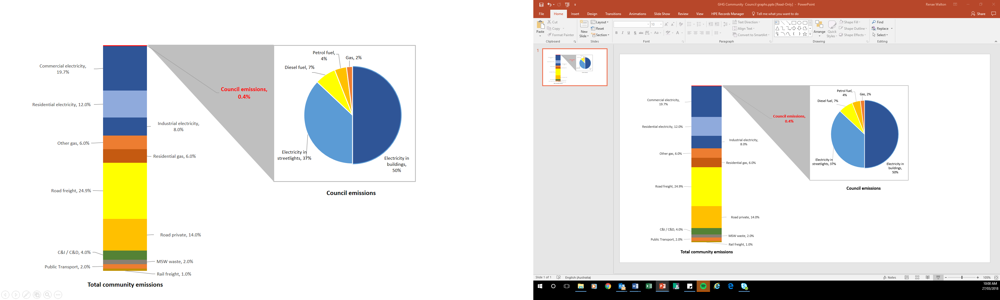 Petrol fuel,
4%
Gas, 2%
Commercial electricity,
19.7%
Diesel fuel, 7%
Council emissions,
0.4%
Residential electricity, 12.0%
Industrial electricity,
8.0%
Other gas, 6.0%
Residential gas, 6.0%
Electricity in
streetlights, 37%
Electricity in
buildings,
50%
Road freight, 24.9%
Council emissions
Road private, 14.0%
C&I / C&D, 4.0%
MSW waste, 2.0%
Public Transport, 2.0%
Rail freight, 1.0%
Total community emissions
GHG Community Council graphs.pptx [Read-Only] - PowerPoint
Renae Walton
File Home Insert Design Transitions Animations Slide Show Review View HPE Records Manager Tell me what you want to do Share
Paste
Cut
Copy
Format Painter
Clipboard
New
Slide
Layout
Reset
Section
Slides
10
B I U S abc AV Aa A
Font
Text Direction
Align Text
Convert to SmartArt
Paragraph
Arrange
Quick
Styles
Shape Fill
Shape Outline
Shape Effects
Drawing
Find
Replace
Select
Editing
1
Petrol fuel,
4%
Gas, 2%
Commercial electricity,
19.7%
Diesel fuel, 7%
Council emissions,
0.4%
Residential electricity, 12.0%
Industrial electricity,
8.0%
Other gas, 6.0%
Residential gas, 6.0%
Electricity in
streetlights, 37%
Electricity in
buildings,
50%
Road freight, 24.9%
Council emissions
Road private, 14.0%
C&I / C&D, 4.0%
MSW waste, 2.0%
Public Transport, 2.0%
Rail freight, 1.0%
Total community emissions
Slide 1 of 1 English (Australia) Notes 105%
10:00 AM
27/03/2018